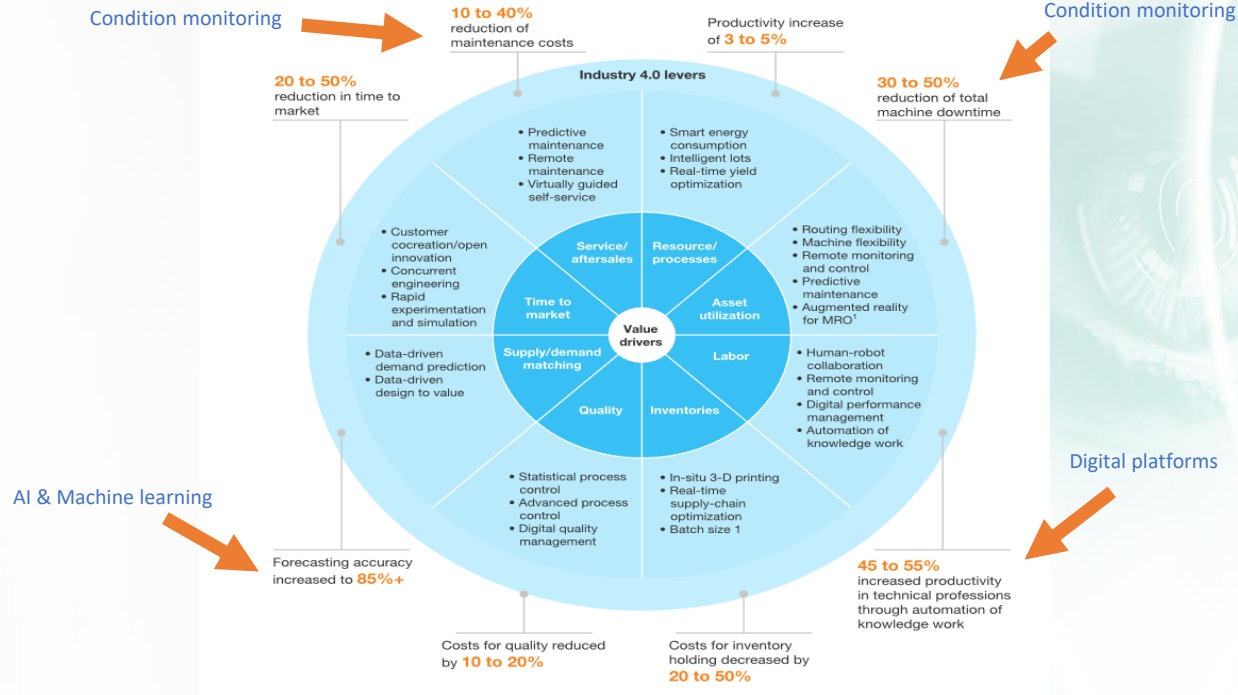 Condition monitoring
10 to 40%
reduction of
maintenance costs
Productivity increase
of 3 to 5%
Condition monitoring
20 to 50%
reduction in time to
market
Industry 4.0 levers
30 to 50%
reduction of total
machine downtime
• Predictive
maintenance
• Remote
maintenance
• Virtually guided
self-service
• Smart energy
consumption
• Intelligent lots
• Real-time yield
optimization
• Customer
cocreation/open
innovation
• Concurrent
engineering
• Rapid
experimentation
and simulation
• Routing flexibility
• Machine flexibility
• Remote monitoring
and control
• Predictive
maintenance
• Augmented reality
for MRO¹
Service/
aftersales
Resource/
processes
Time to
market
Asset
utilization
Value
drivers
Supply/demand
matching
Labor
Quality
Inventories
• Data-driven
demand prediction
• Data-driven
design to value
• Human-robot
collaboration
• Remote monitoring
and control
• Digital performance
management
• Automation of
knowledge work
• Statistical process
control
• Advanced process
control
• Digital quality
management
• In-situ 3-D printing
• Real-time
supply-chain
optimization
• Batch size 1
Digital platforms
AI & Machine learning
Forecasting accuracy
increased to 85%+
45 to 55%
increased productivity
in technical professions
through automation of
knowledge work
Costs for quality reduced
by 10 to 20%
Costs for inventory
holding decreased by
20 to 50%